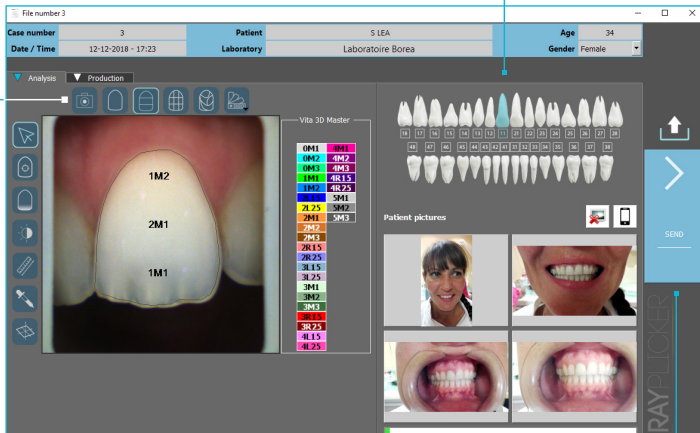 File number 3
Case number 3 Patient S LEA Age 34
Date / Time 12-12-2018 - 17:23 Laboratory Laboratoire Borea Gender Female
Analysis Production
Vita 3D Master
0M1 4M1
0M2 4M2
0M3 4M3
1M1 4R15
1M2 4R25
5M1
2L25 5M2
2M1 5M3
2M2
2M3
2R15
2R25
3L15
3L25
3M1
3M2
3M3
3R15
3R25
4L15
4L25
1M2
2M1
1M1
18 17 16 15 14 13 12 11 21 22 23 24 25 26 27 28
48 47 46 45 44 43 42 41 31 32 33 34 35 36 37 38
Patient pictures
SEND
RAYPLICKER